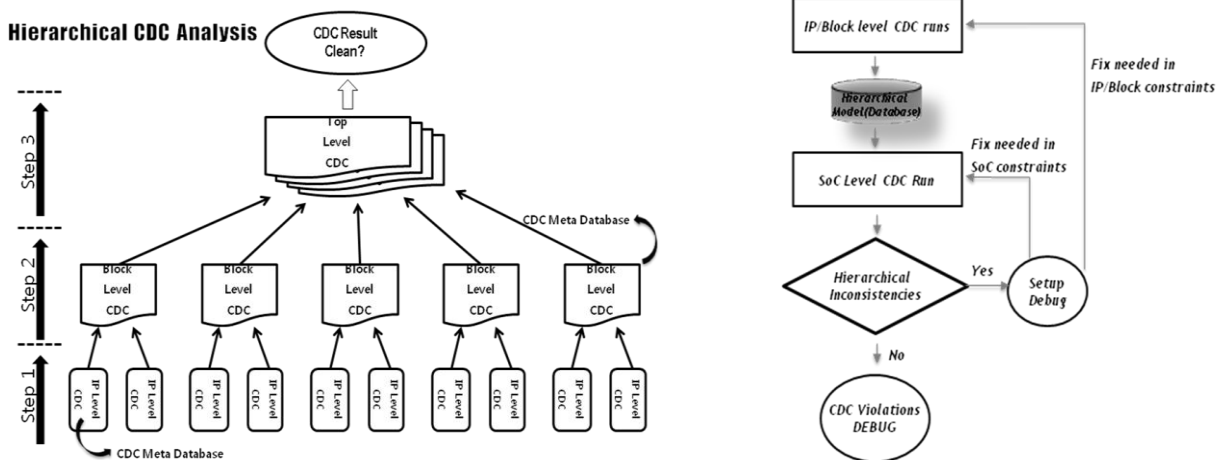 Hierarchical CDC Analysis
CDC Result
Clean?
Step 3
Top
Level
CDC
CDC Meta Database
Step 2
Block
Level
CDC
Block
Level
CDC
Block
Level
CDC
Block
Level
CDC
Block
Level
CDC
Step 1
IP Level
CDC
IP Level
CDC
IP Level
CDC
IP Level
CDC
IP Level
CDC
IP Level
CDC
IP Level
CDC
IP Level
CDC
IP Level
CDC
IP Level
CDC
CDC Meta Database
IP/Block level CDC runs
Fix needed in
IP/Block constraints
Hierarchical
Model(Database)
Fix needed in
SoC constraints
SoC Level CDC Run
Hierarchical
Inconsistencies
Yes
Setup
Debug
No
CDC Violations
DEBUG